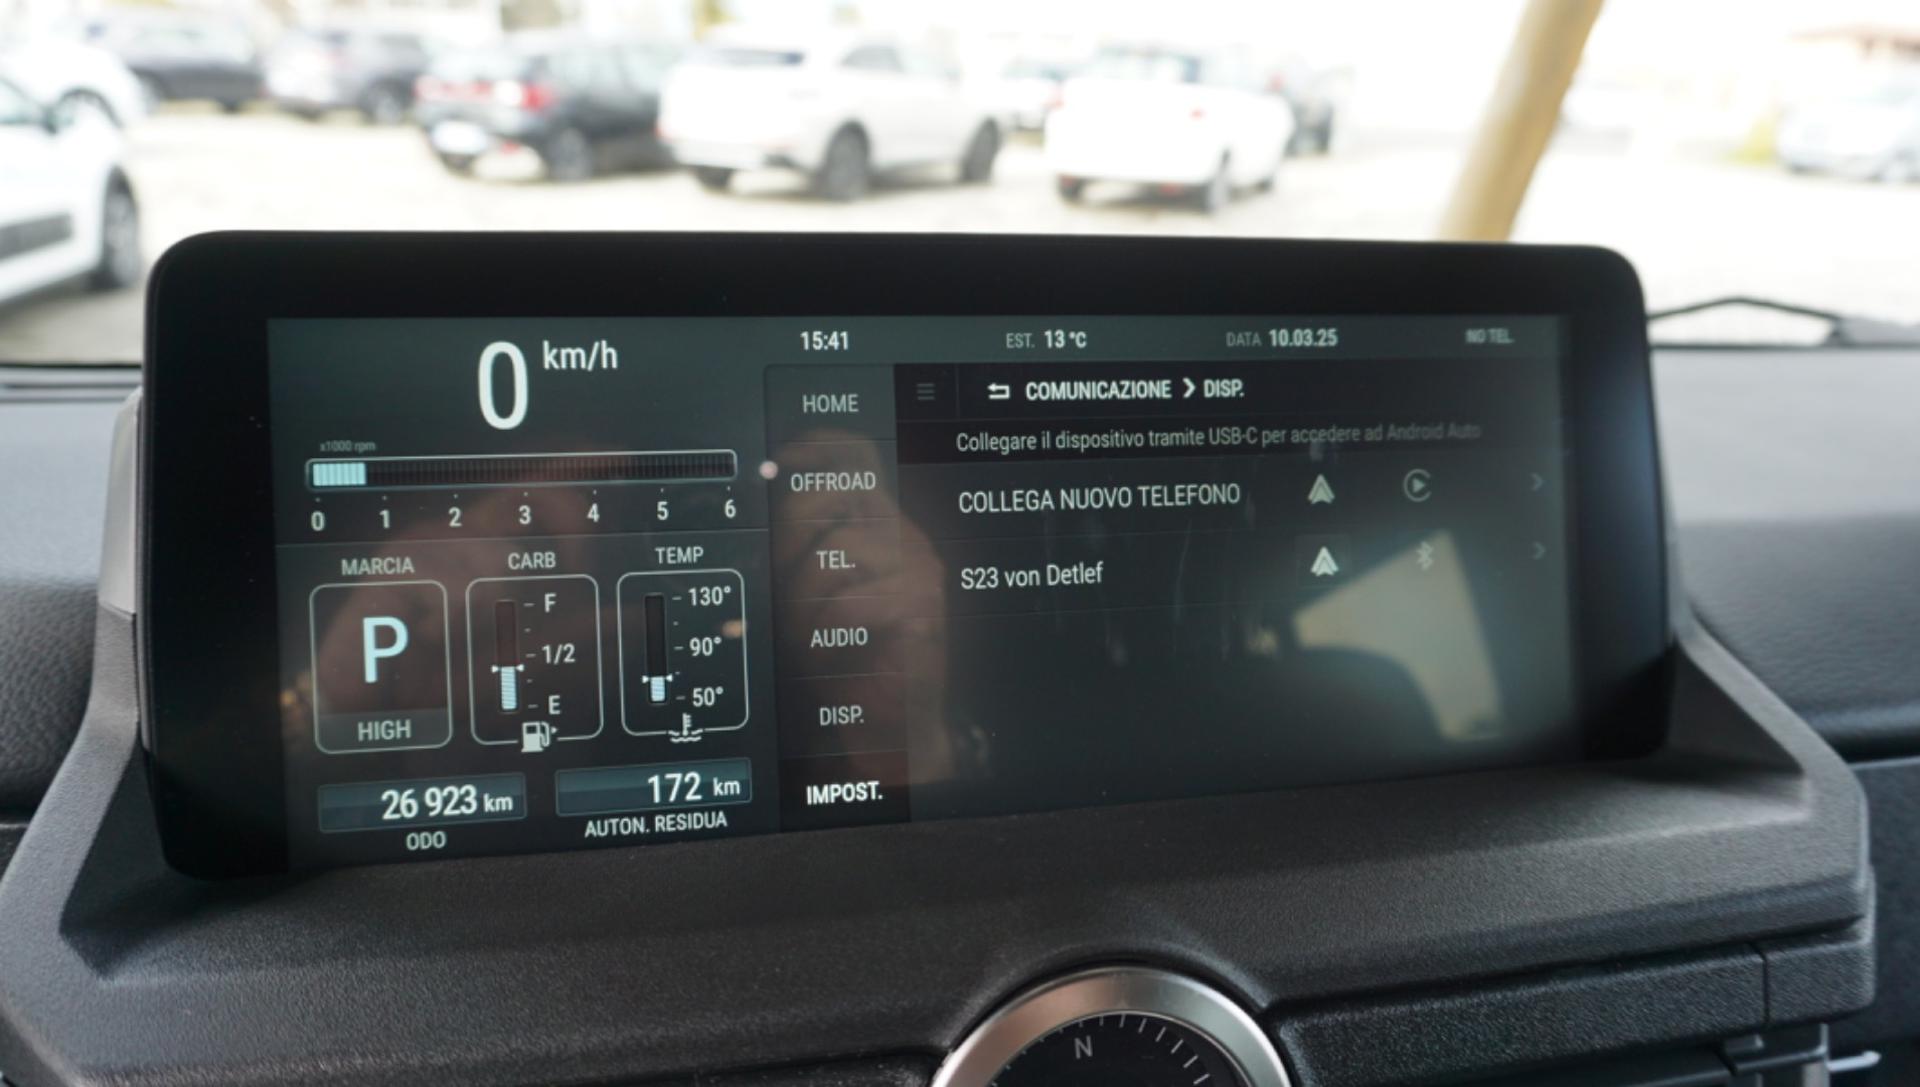 0 km/h
x1000 rpm
0 1 2 3 4 5 6
MARCIA
P
HIGH
CARB
F
1/2
E
TEMP
130°
90°
50°
26 923 km
ODO
172 km
AUTON. RESIDUA
15:41
EST. 13 °C
DATA 10.03.25
NO TEL.
HOME
OFFROAD
TEL.
AUDIO
DISP.
IMPOST.
COMUNICAZIONE > DISP.
Collegare il dispositivo tramite USB-C per accedere ad Android Auto
COLLEGA NUOVO TELEFONO
S23 von Detlef
N